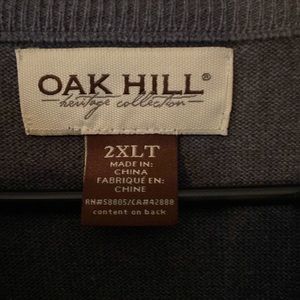 OAK HILL®
heritage collection
2XLT
MADE IN:
CHINA
FABRIQUÉ EN:
CHINE
RN#58805/CA#42888
content on back